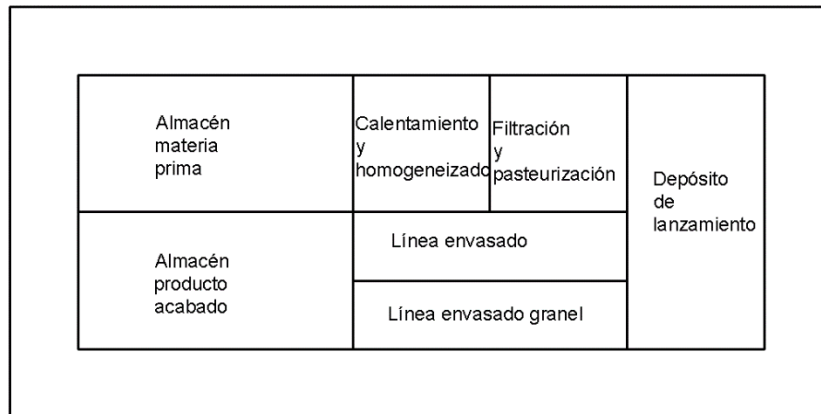 Almacén
materia
prima
Calentamiento
y
homogeneizado
Filtración
y
pasteurización
Depósito
de
lanzamiento
Almacén
producto
acabado
Línea envasado
Línea envasado granel